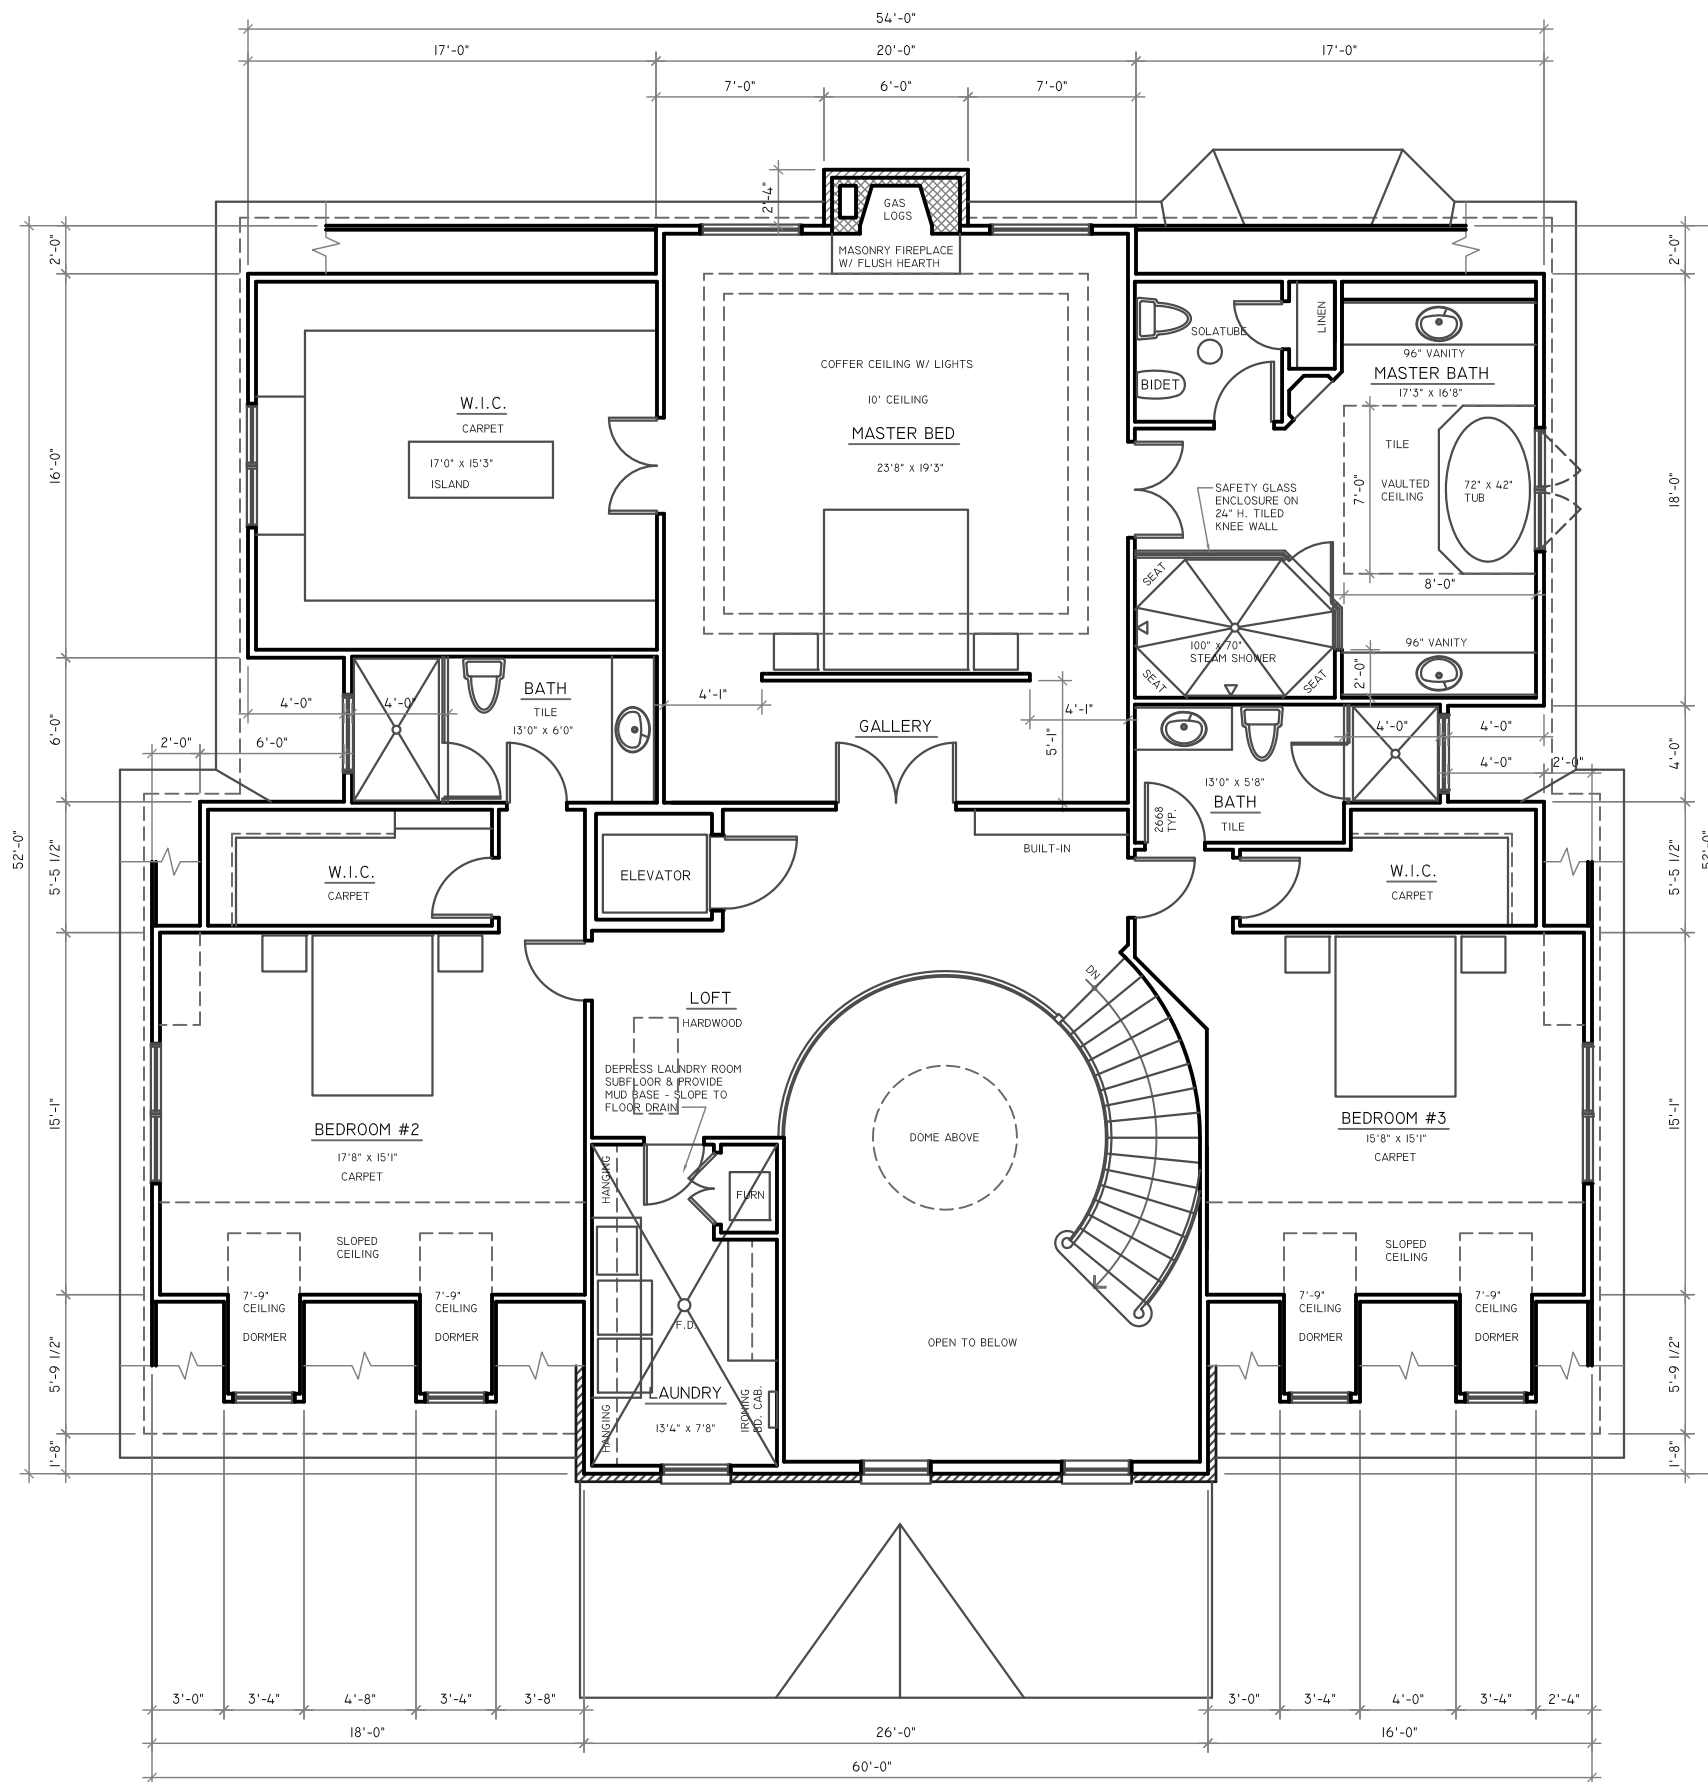 54'-0"
17'-0" 20'-0" 17'-0"
7'-0" 6'-0" 7'-0"
2'-4"
GAS
LOGS
MASONRY FIREPLACE
W/ FLUSH HEARTH
2'-0"
2'-0"
16'-0"
W.I.C.
CARPET
17'0" X 15'3"
ISLAND
COFFER CEILING W/ LIGHTS
10' CEILING
MASTER BED
23'8" X 19'3"
SOLATUBE
LINEN
BIDET
96" VANITY
MASTER BATH
17'3" X 16'8"
TILE
VAULTED
CEILING
7'-0"
72" X 42"
TUB
18'-0"
SAFETY GLASS
ENCLOSURE ON
24" H. TILED
KNEE WALL
8'-0"
SEAT
100" X 70"
STEAM SHOWER
SEAT
SEAT
96" VANITY
2'-0"
6'-0"
4'-0" 4'-0"
2'-0" 6'-0"
BATH
TILE
13'0" X 6'0"
4'-1"
GALLERY
4'-1"
5'-1"
4'-0" 4'-0"
4'-0" 2'-0"
4'-0"
13'0" X 5'8"
BATH
TILE
2668
TYP.
52'-0"
52'-0"
5'-5 1/2"
W.I.C.
CARPET
ELEVATOR
BUILT-IN
W.I.C.
CARPET
5'-5 1/2"
LOFT
HARDWOOD
DN
DEPRESS LAUNDRY ROOM
SUBFLOOR & PROVIDE
MUD BASE - SLOPE TO
FLOOR DRAIN
15'-1"
BEDROOM #2
17'8" X 15'1"
CARPET
DOME ABOVE
BEDROOM #3
15'8" X 15'1"
CARPET
15'-1"
HANGING
FURN
SLOPED
CEILING
SLOPED
CEILING
7'-9"
CEILING
DORMER
7'-9"
CEILING
DORMER
F.D.
OPEN TO BELOW
7'-9"
CEILING
DORMER
7'-9"
CEILING
DORMER
5'-9 1/2"
5'-9 1/2"
LAUNDRY
13'4" X 7'8"
HANGING
IRONING
BD. CAB.
1'-8"
1'-8"
3'-0" 3'-4" 4'-8" 3'-4" 3'-8" 3'-0" 3'-4" 4'-0" 3'-4" 2'-4"
18'-0" 26'-0" 16'-0"
60'-0"